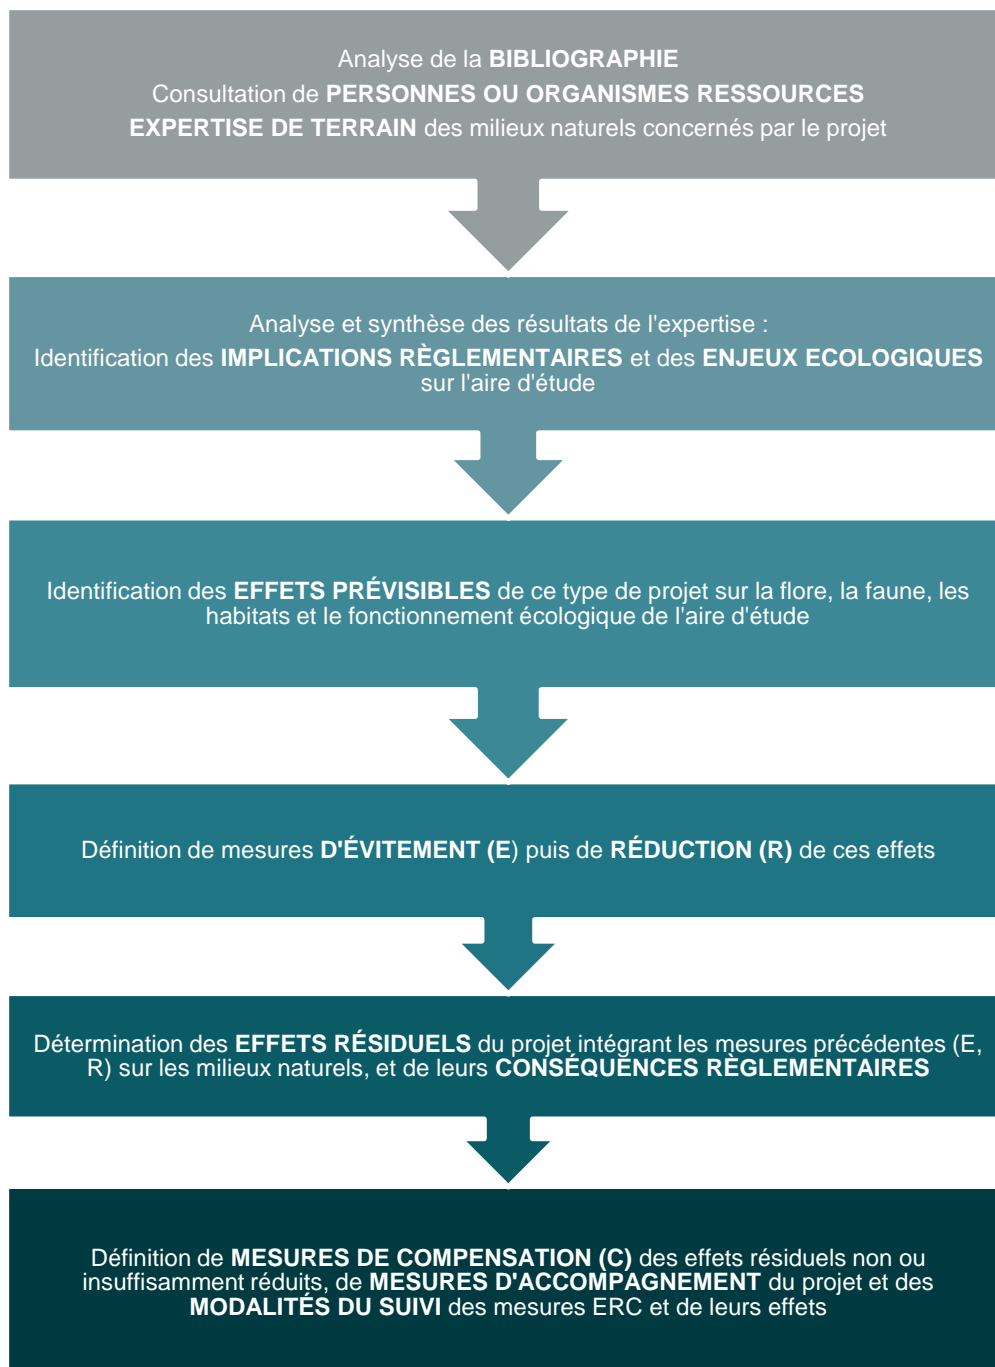 Analyse de la BIBLIOGRAPHIE
Consultation de PERSONNES OU ORGANISMES RESSOURCES
EXPERTISE DE TERRAIN des milieux naturels concernés par le projet
Analyse et synthèse des résultats de l'expertise :
Identification des IMPLICATIONS RÈGLEMENTAIRES et des ENJEUX ECOLOGIQUES
sur l'aire d'étude
Identification des EFFETS PRÉVISIBLES de ce type de projet sur la flore, la faune, les
habitats et le fonctionnement écologique de l'aire d'étude
Définition de mesures D'ÉVITEMENT (E) puis de RÉDUCTION (R) de ces effets
Détermination des EFFETS RÉSIDUELS du projet intégrant les mesures précédentes (E,
R) sur les milieux naturels, et de leurs CONSÉQUENCES RÈGLEMENTAIRES
Définition de MESURES DE COMPENSATION (C) des effets résiduels non ou
insuffisamment réduits, de MESURES D'ACCOMPAGNEMENT du projet et des
MODALITÉS DU SUIVI des mesures ERC et de leurs effets